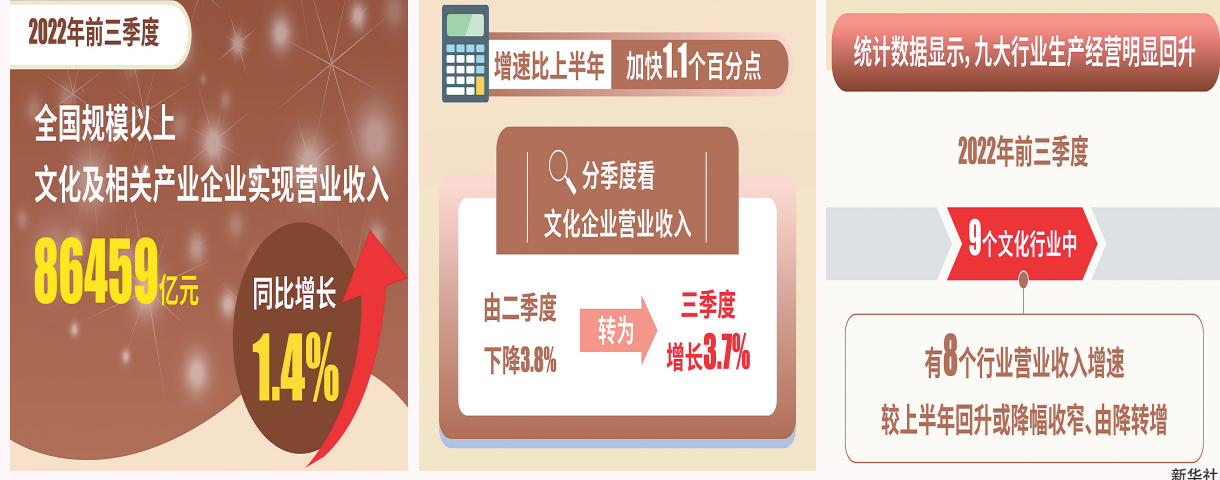 2022年前三季度
全国规模以上
文化及相关产业企业实现营业收入
86459亿元
同比增长
1.4%
增速比上半年 加快1.1个百分点
分季度看
文化企业营业收入
由二季度
下降3.8%
转为
三季度
增长3.7%
统计数据显示，九大行业生产经营明显回升
2022年前三季度
9个文化行业中
有8个行业营业收入增速
较上半年回升或降幅收窄、由降转增
新华社